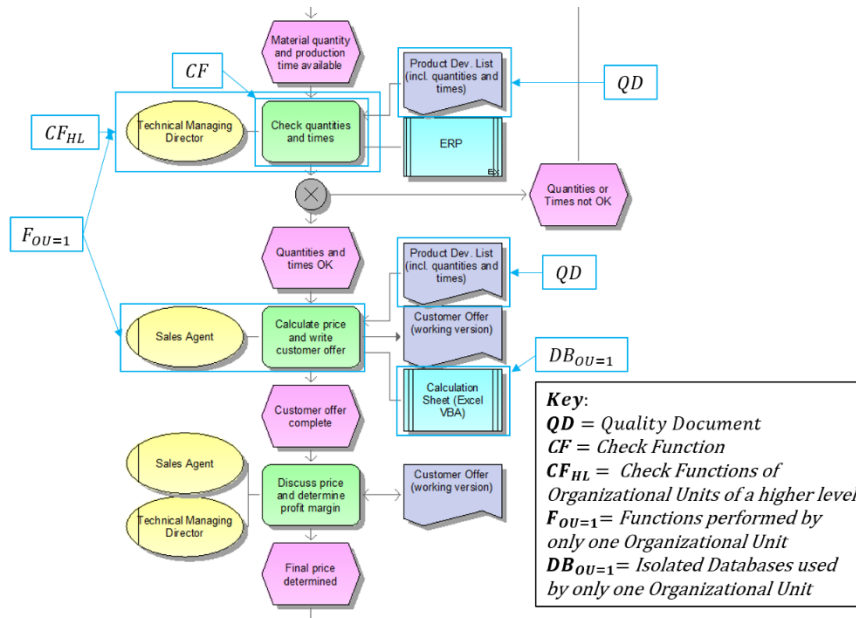 Material quantity
and production
time available
CF
Product Dev. List
(incl. quantities and
times)
QD
CF_HL
Technical Managing
Director
Check quantities
and times
ERP
EX
Quantities or
Times not OK
F_OU=1
Quantities and
times OK
Product Dev. List
(incl. quantities and
times)
QD
Sales Agent
Calculate price
and write
customer offer
Customer Offer
(working version)
DB_OU=1
Calculation
Sheet (Excel
VBA)
Customer offer
complete
Sales Agent
Technical Managing
Director
Discuss price
and determine
profit margin
Customer Offer
(working version)
Final price
determined
Key:
QD = Quality Document
CF = Check Function
CF_HL = Check Functions of
Organizational Units of a higher level
F_OU=1 = Functions performed by
only one Organizational Unit
DB_OU=1 = Isolated Databases used
by only one Organizational Unit